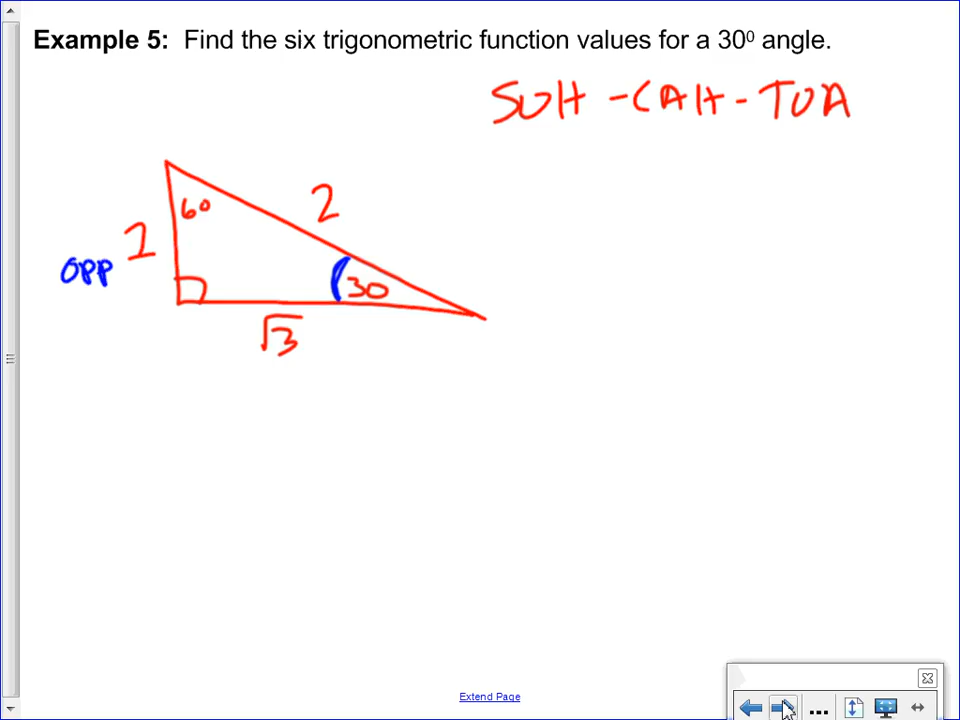 Example 5: Find the six trigonometric function values for a 30⁰ angle.
SOH - CAH - TOA
60
2
1
OPP
30
√3
Extend Page
...